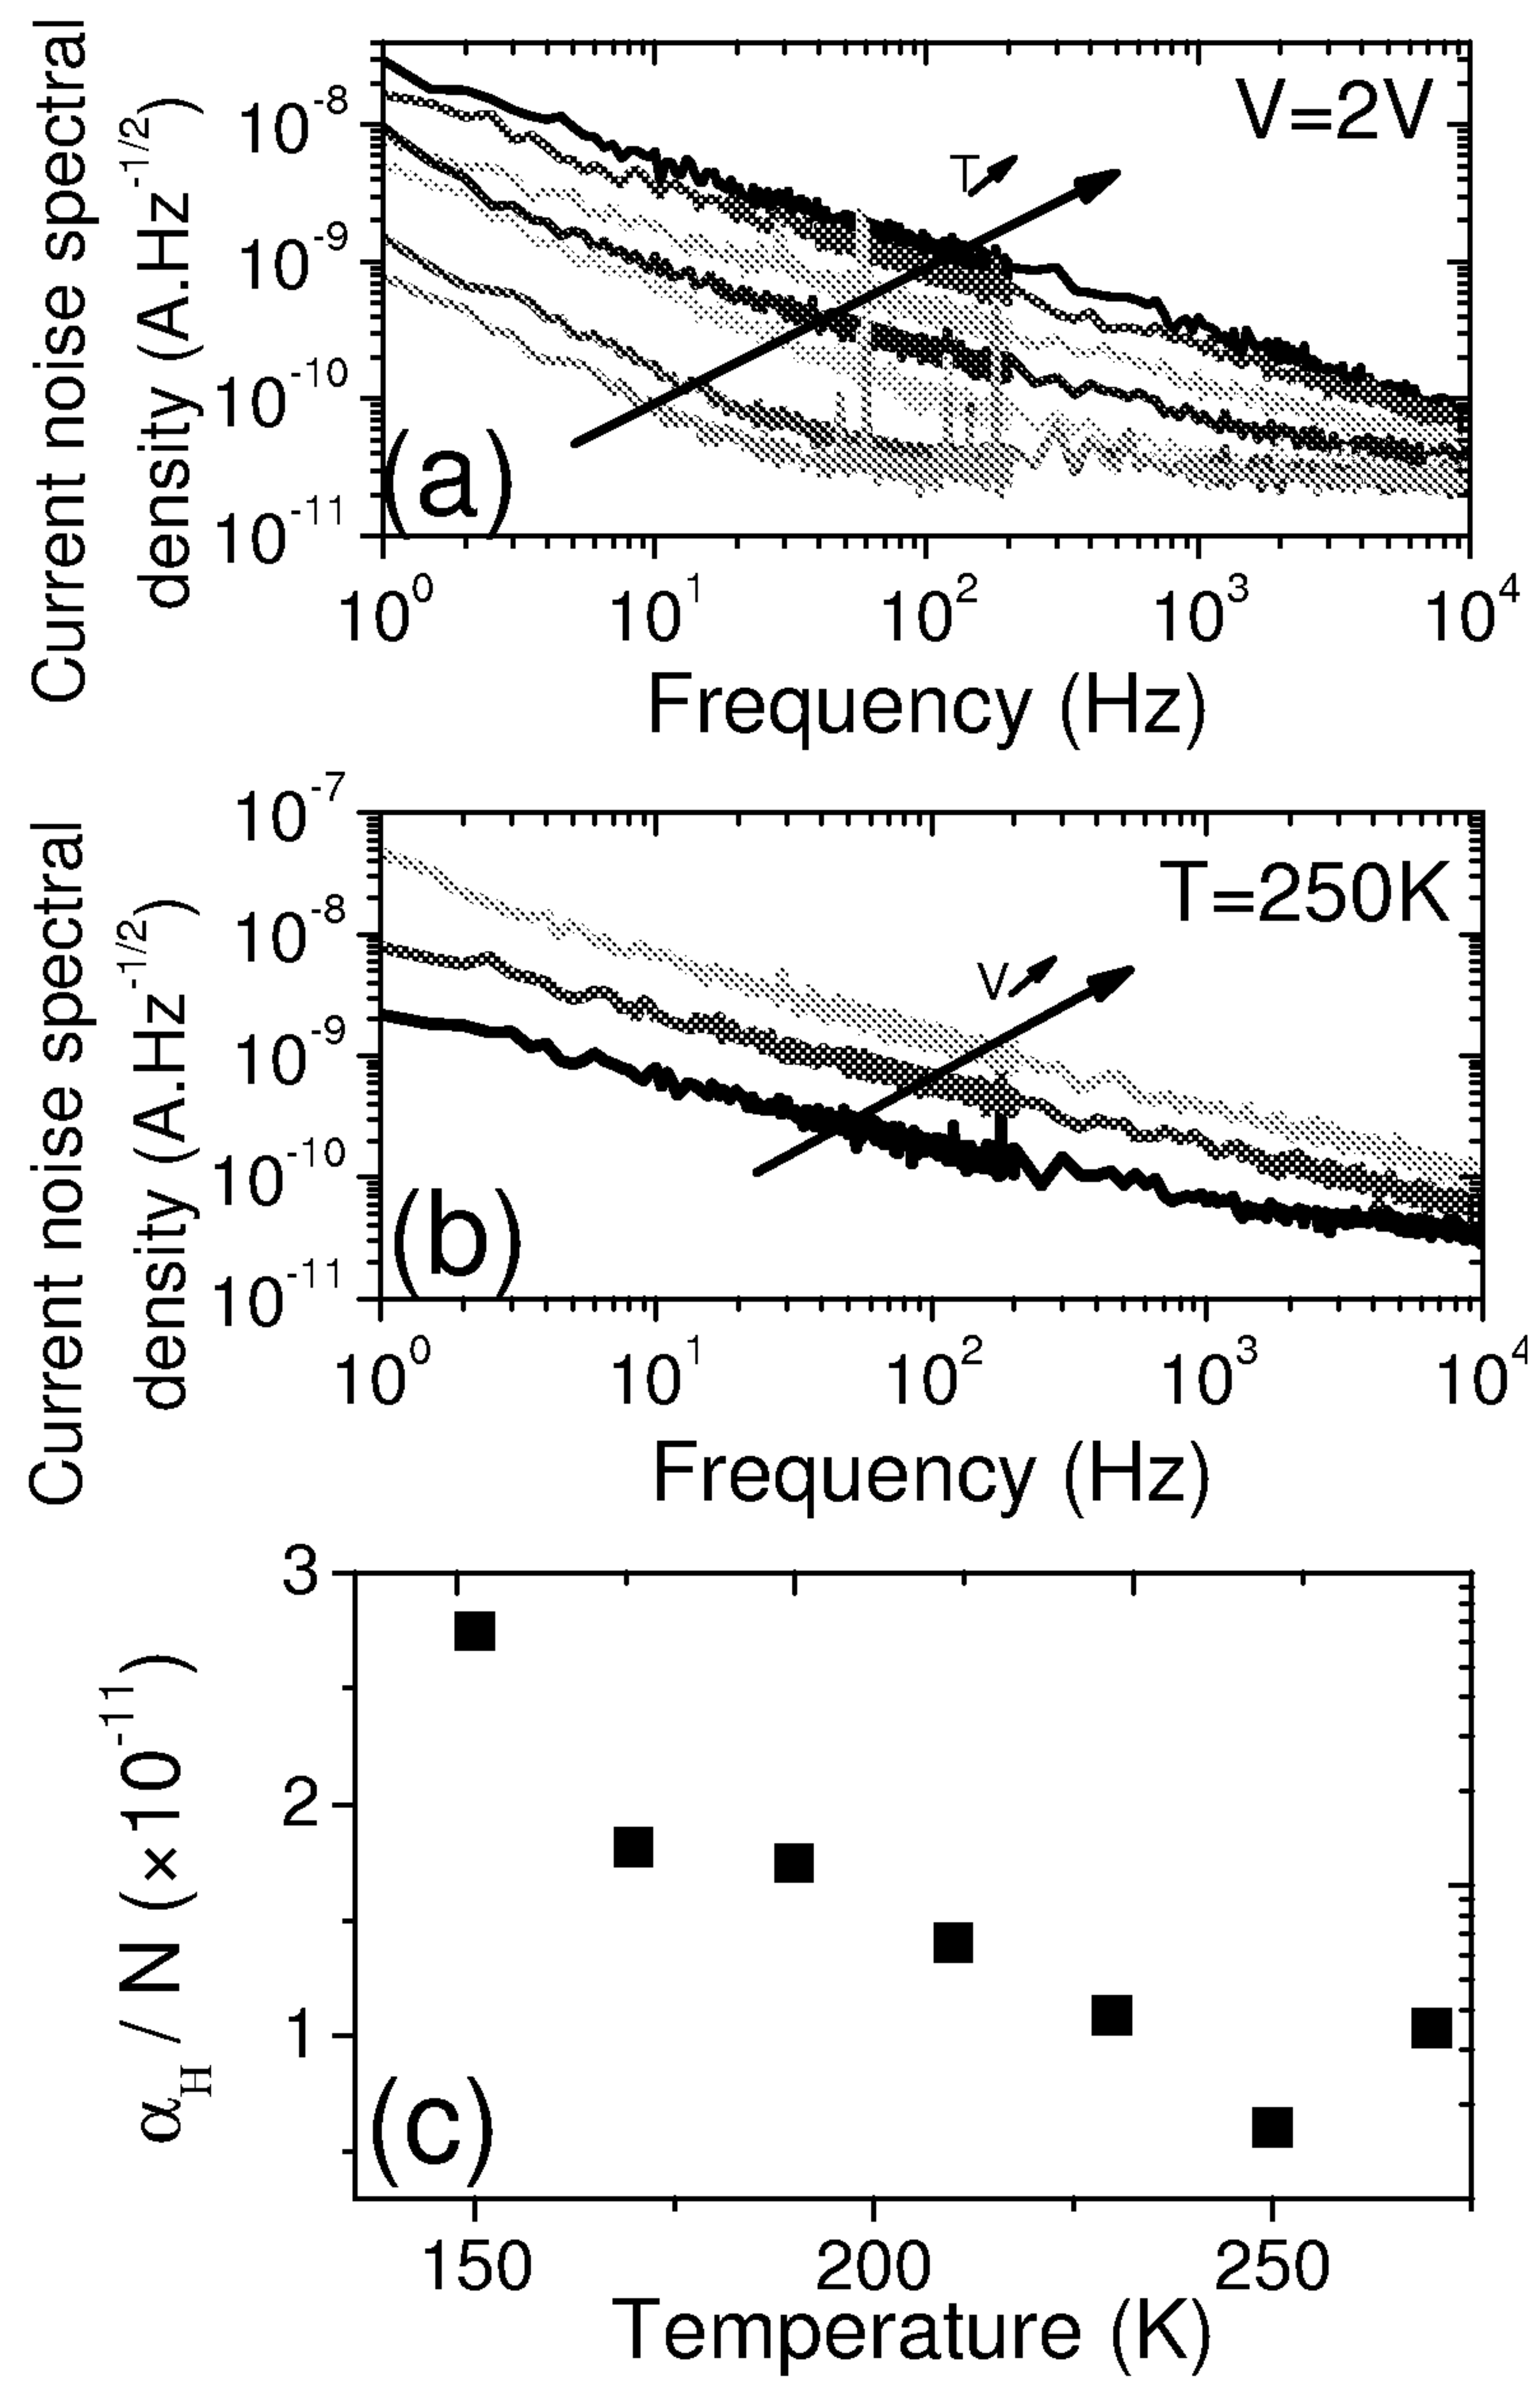 Current noise spectral
density (A.Hz^-1/2)
10^-8
10^-9
10^-10
10^-11
V=2V
T
(a)
10^0 10^1 10^2 10^3 10^4
Frequency (Hz)
Current noise spectral
density (A.Hz^-1/2)
10^-7
10^-8
10^-9
10^-10
10^-11
T=250K
V
(b)
10^0 10^1 10^2 10^3 10^4
Frequency (Hz)
α_H / N (×10^-11)
3
2
1
(c)
150 200 250
Temperature (K)